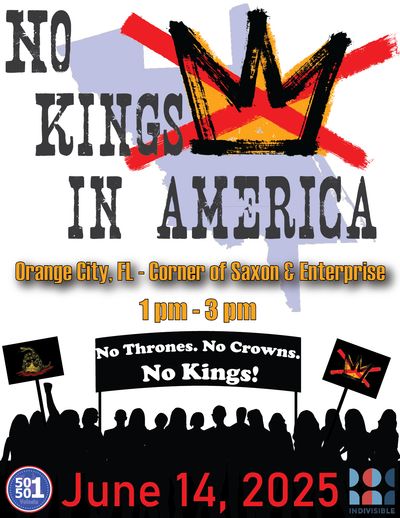 NO
KINGS
IN AMERICA
Orange City, FL - Corner of Saxon & Enterprise
1 pm - 3 pm
No Thrones. No Crowns.
No Kings!
50
50
1
Volusia
June 14, 2025
INDIVISIBLE